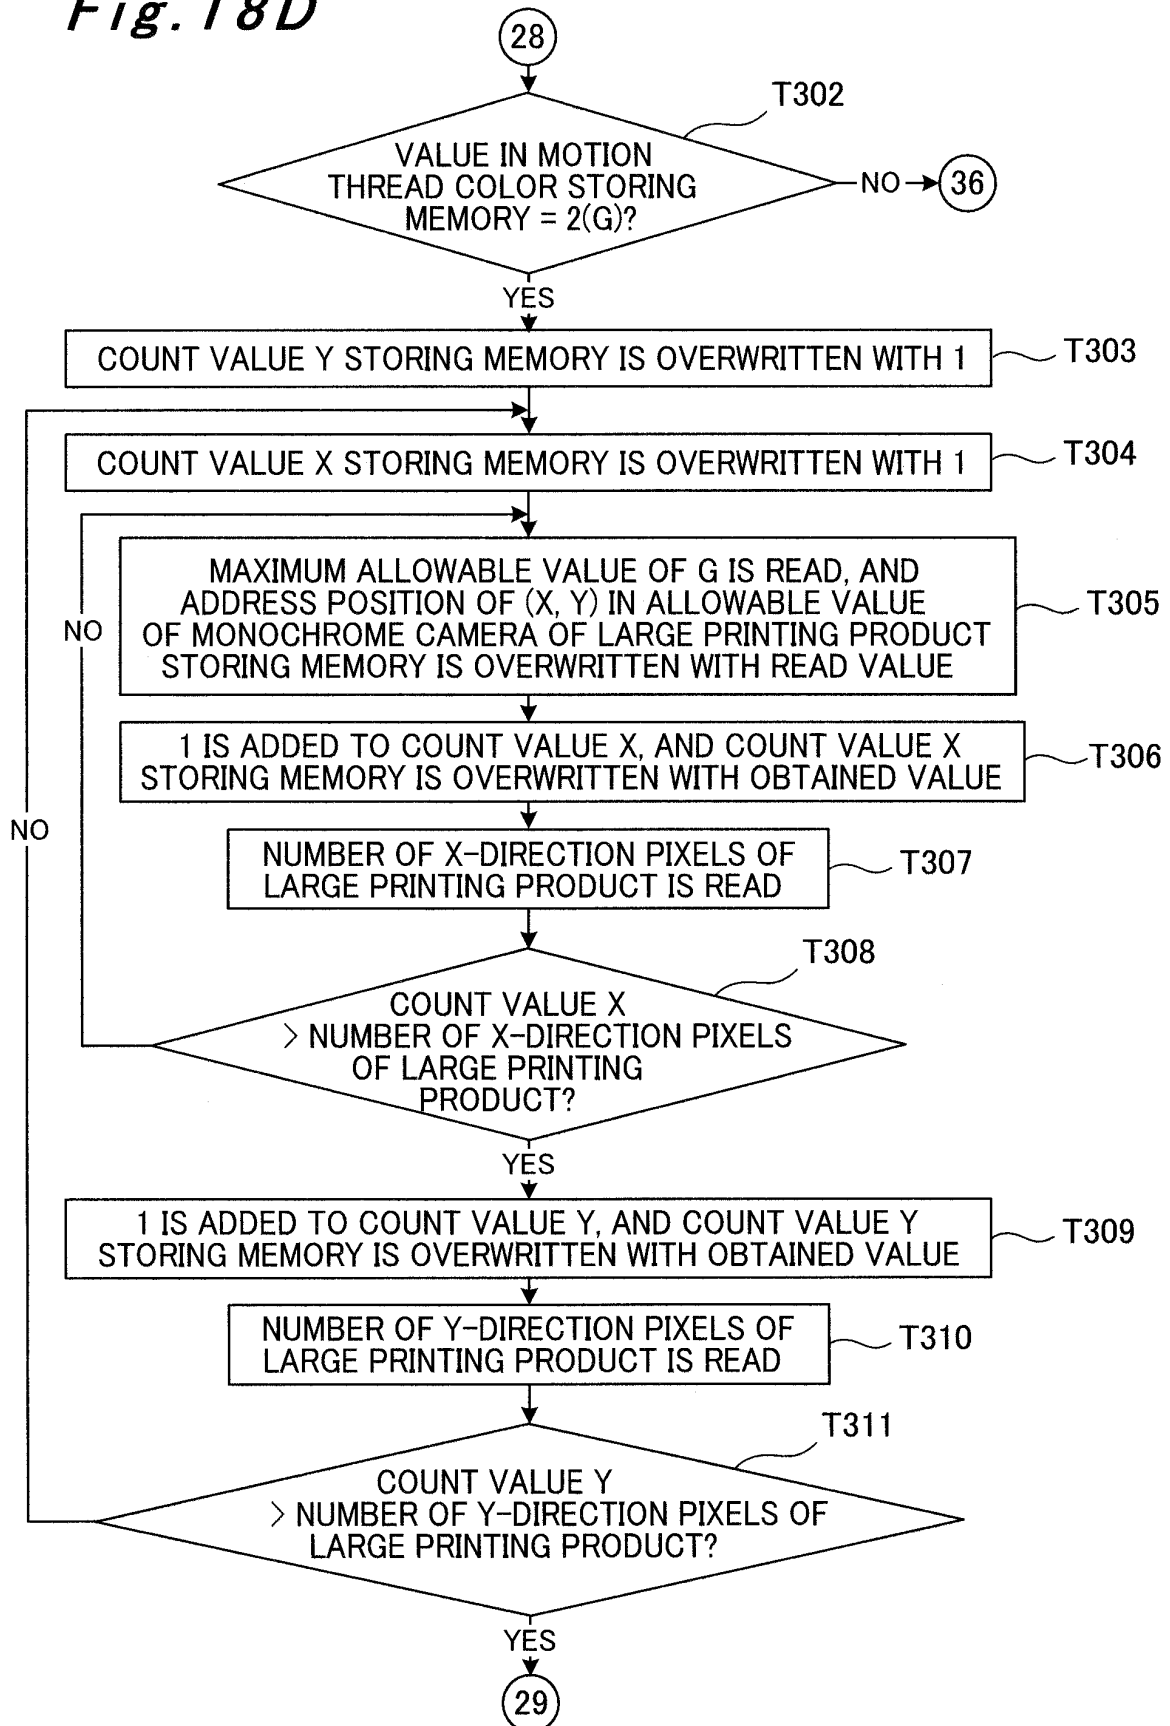 Fig.18D
28
T302
VALUE IN MOTION
THREAD COLOR STORING
MEMORY = 2(G)?
NO
36
YES
COUNT VALUE Y STORING MEMORY IS OVERWRITTEN WITH 1
T303
COUNT VALUE X STORING MEMORY IS OVERWRITTEN WITH 1
T304
MAXIMUM ALLOWABLE VALUE OF G IS READ, AND
ADDRESS POSITION OF (X, Y) IN ALLOWABLE VALUE
OF MONOCHROME CAMERA OF LARGE PRINTING PRODUCT
STORING MEMORY IS OVERWRITTEN WITH READ VALUE
T305
NO
1 IS ADDED TO COUNT VALUE X, AND COUNT VALUE X
STORING MEMORY IS OVERWRITTEN WITH OBTAINED VALUE
T306
NO
NUMBER OF X-DIRECTION PIXELS OF
LARGE PRINTING PRODUCT IS READ
T307
T308
COUNT VALUE X
> NUMBER OF X-DIRECTION PIXELS
OF LARGE PRINTING
PRODUCT?
YES
1 IS ADDED TO COUNT VALUE Y, AND COUNT VALUE Y
STORING MEMORY IS OVERWRITTEN WITH OBTAINED VALUE
T309
NUMBER OF Y-DIRECTION PIXELS OF
LARGE PRINTING PRODUCT IS READ
T310
T311
COUNT VALUE Y
> NUMBER OF Y-DIRECTION PIXELS OF
LARGE PRINTING PRODUCT?
YES
29